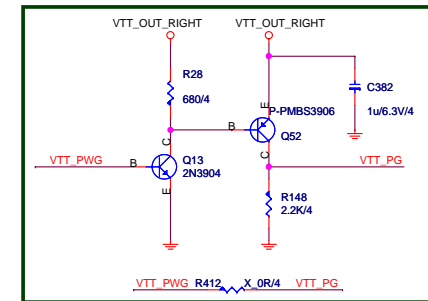 VTT_OUT_RIGHT VTT_OUT_RIGHT
R28
680/4
C382
1u/6.3V/4
E
P-PMBS3906
B
Q52
C
C
VTT_PWG
B
Q13
2N3904
E
VTT_PG
R148
2.2K/4
VTT_PWG R412 X_0R/4 VTT_PG